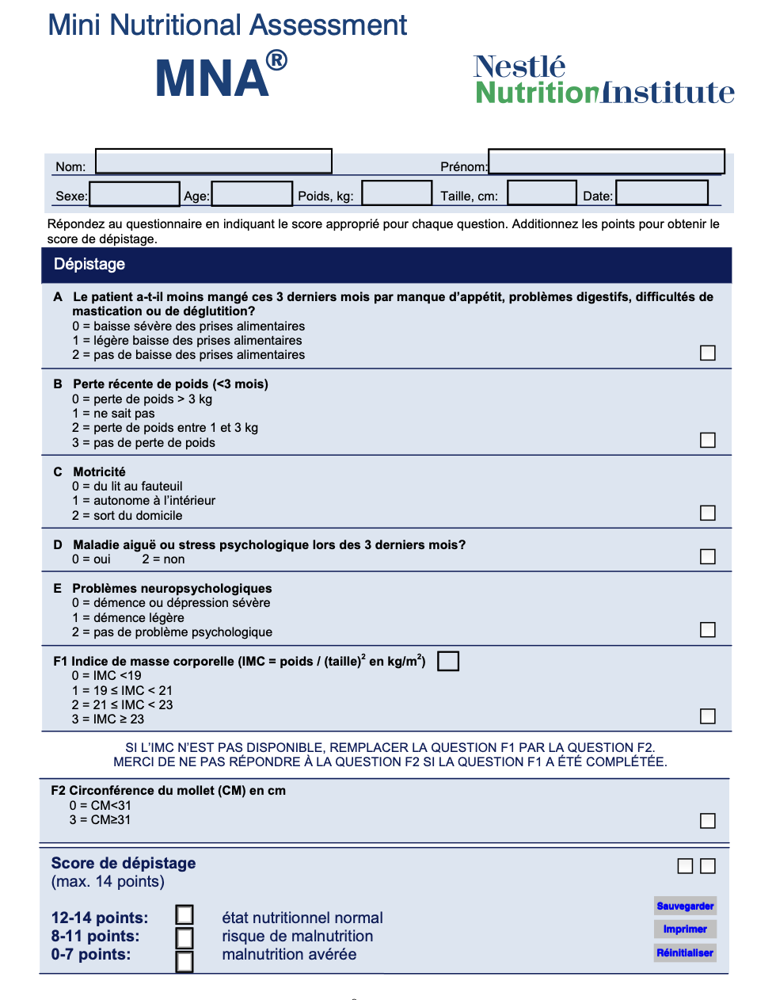 Mini Nutritional Assessment
MNA®
Nestlé
NutritionInstitute
Nom: Prénom:
Sexe: Age: Poids, kg: Taille, cm: Date:
Répondez au questionnaire en indiquant le score approprié pour chaque question. Additionnez les points pour obtenir le
score de dépistage.
Dépistage
A Le patient a-t-il moins mangé ces 3 derniers mois par manque d’appétit, problèmes digestifs, difficultés de
mastication ou de déglutition?
0 = baisse sévère des prises alimentaires
1 = légère baisse des prises alimentaires
2 = pas de baisse des prises alimentaires
B Perte récente de poids (<3 mois)
0 = perte de poids > 3 kg
1 = ne sait pas
2 = perte de poids entre 1 et 3 kg
3 = pas de perte de poids
C Motricité
0 = du lit au fauteuil
1 = autonome à l’intérieur
2 = sort du domicile
D Maladie aiguë ou stress psychologique lors des 3 derniers mois?
0 = oui 2 = non
E Problèmes neuropsychologiques
0 = démence ou dépression sévère
1 = démence légère
2 = pas de problème psychologique
F1 Indice de masse corporelle (IMC = poids / (taille)² en kg/m²)
0 = IMC <19
1 = 19 ≤ IMC < 21
2 = 21 ≤ IMC < 23
3 = IMC ≥ 23
SI L’IMC N’EST PAS DISPONIBLE, REMPLACER LA QUESTION F1 PAR LA QUESTION F2.
MERCI DE NE PAS RÉPONDRE À LA QUESTION F2 SI LA QUESTION F1 A ÉTÉ COMPLÉTÉE.
F2 Circonférence du mollet (CM) en cm
0 = CM<31
3 = CM≥31
Score de dépistage
(max. 14 points)
12-14 points: état nutritionnel normal
8-11 points: risque de malnutrition
0-7 points: malnutrition avérée
Sauvegarder
Imprimer
Réinitialiser